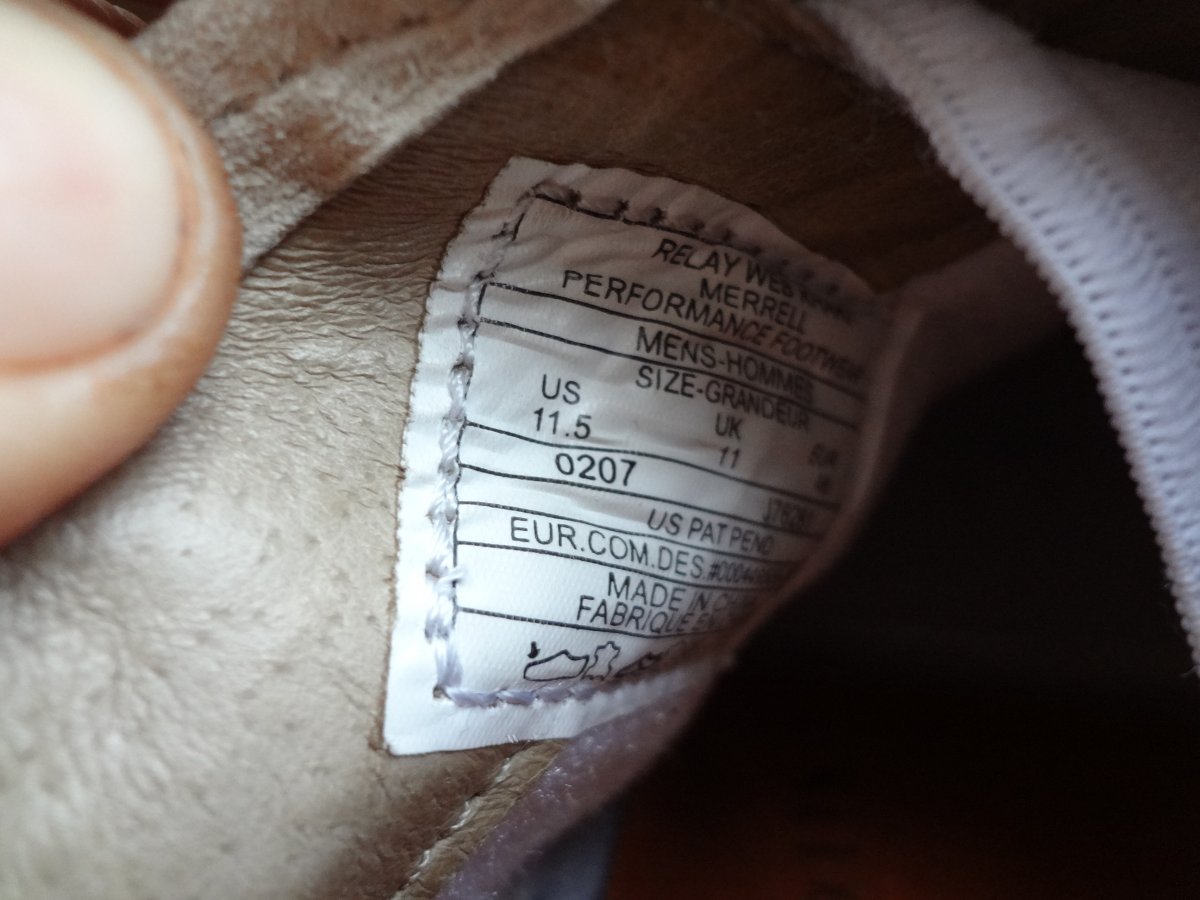 RELAY WEB
MERRELL
PERFORMANCE FOOTWEAR
MENS-HOMMES
SIZE-GRANDEUR
US UK EUR
11.5 11
0207
US PAT PEND
EUR.COM.DES.
MADE IN
FABRIQUE